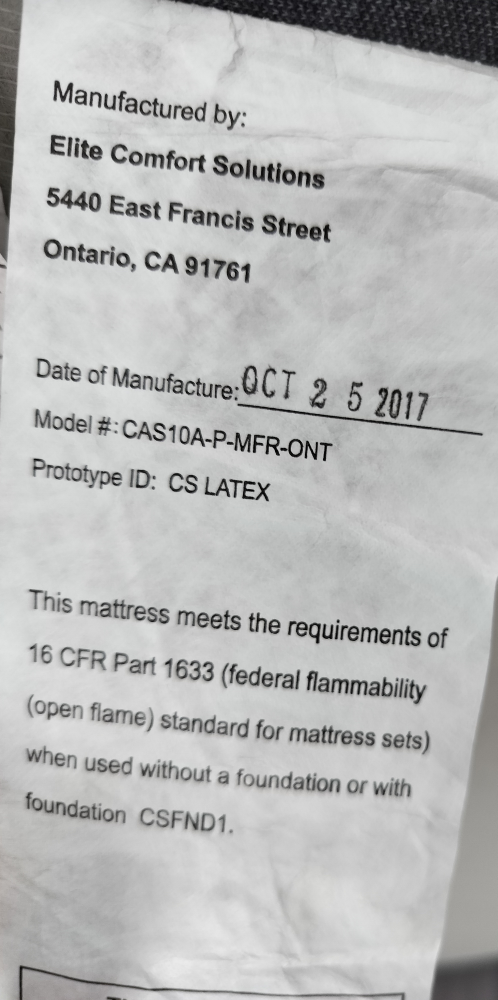 Manufactured by:
Elite Comfort Solutions
5440 East Francis Street
Ontario, CA 91761
Date of Manufacture: OCT 2 5 2017
Model #: CAS10A-P-MFR-ONT
Prototype ID: CS LATEX
This mattress meets the requirements of
16 CFR Part 1633 (federal flammability
(open flame) standard for mattress sets)
when used without a foundation or with
foundation CSFND1.